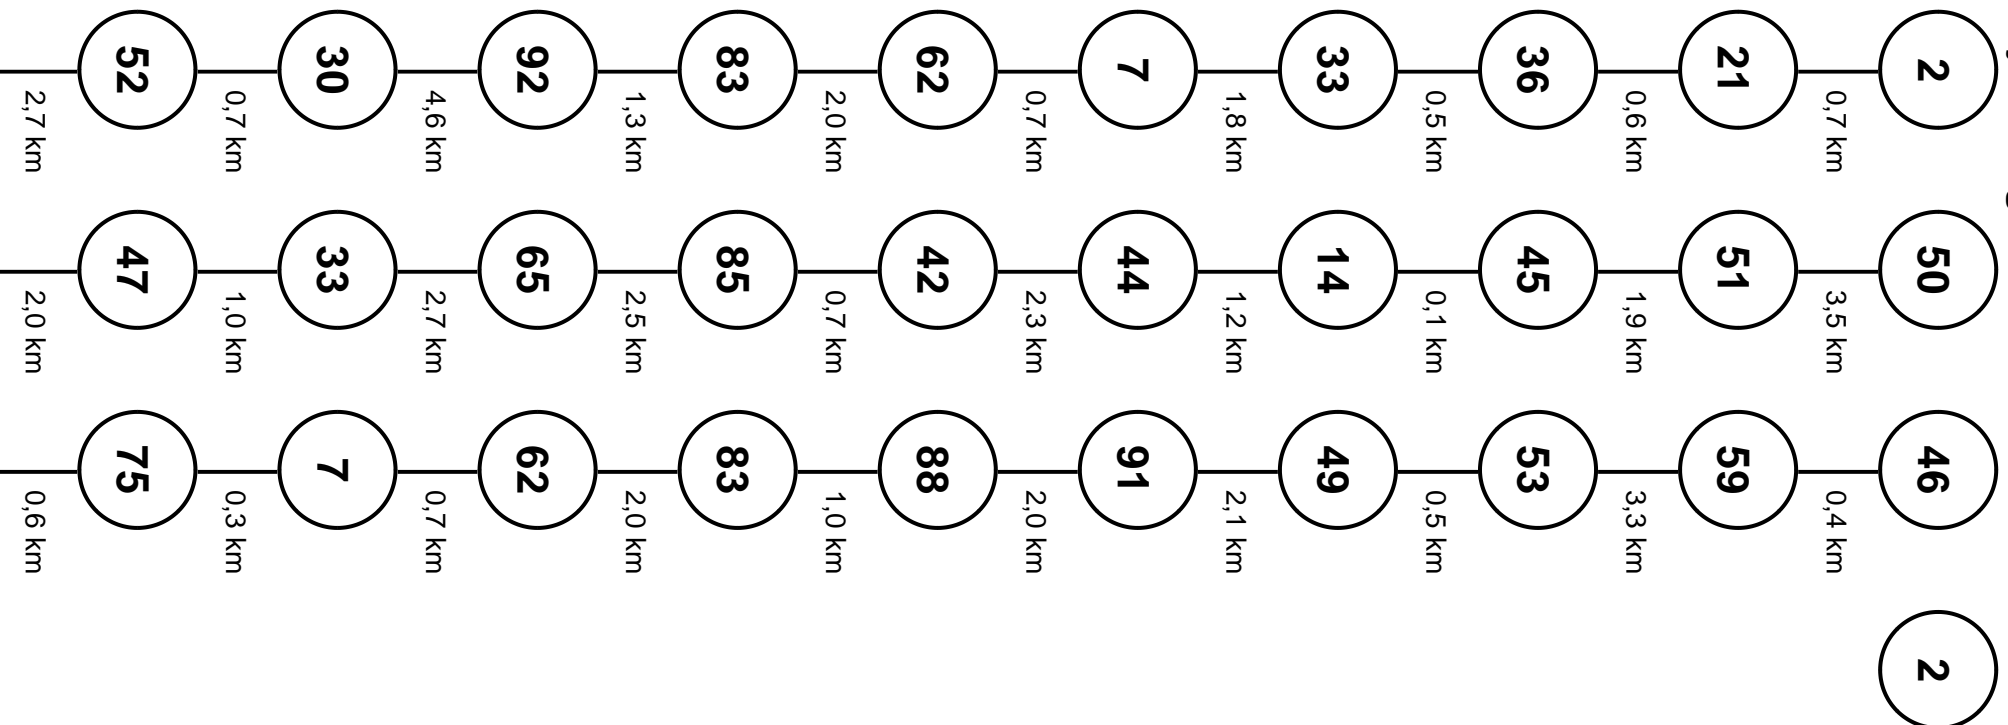 2 50 46 2
0,7 km 3,5 km 0,4 km
21 51 59
0,6 km 1,9 km 3,3 km
36 45 53
0,5 km 0,1 km 0,5 km
33 14 49
1,8 km 1,2 km 2,1 km
7 44 91
0,7 km 2,3 km 2,0 km
62 42 88
2,0 km 0,7 km 1,0 km
83 85 83
1,3 km 2,5 km 2,0 km
92 65 62
4,6 km 2,7 km 0,7 km
30 33 7
0,7 km 1,0 km 0,3 km
52 47 75
2,7 km 2,0 km 0,6 km